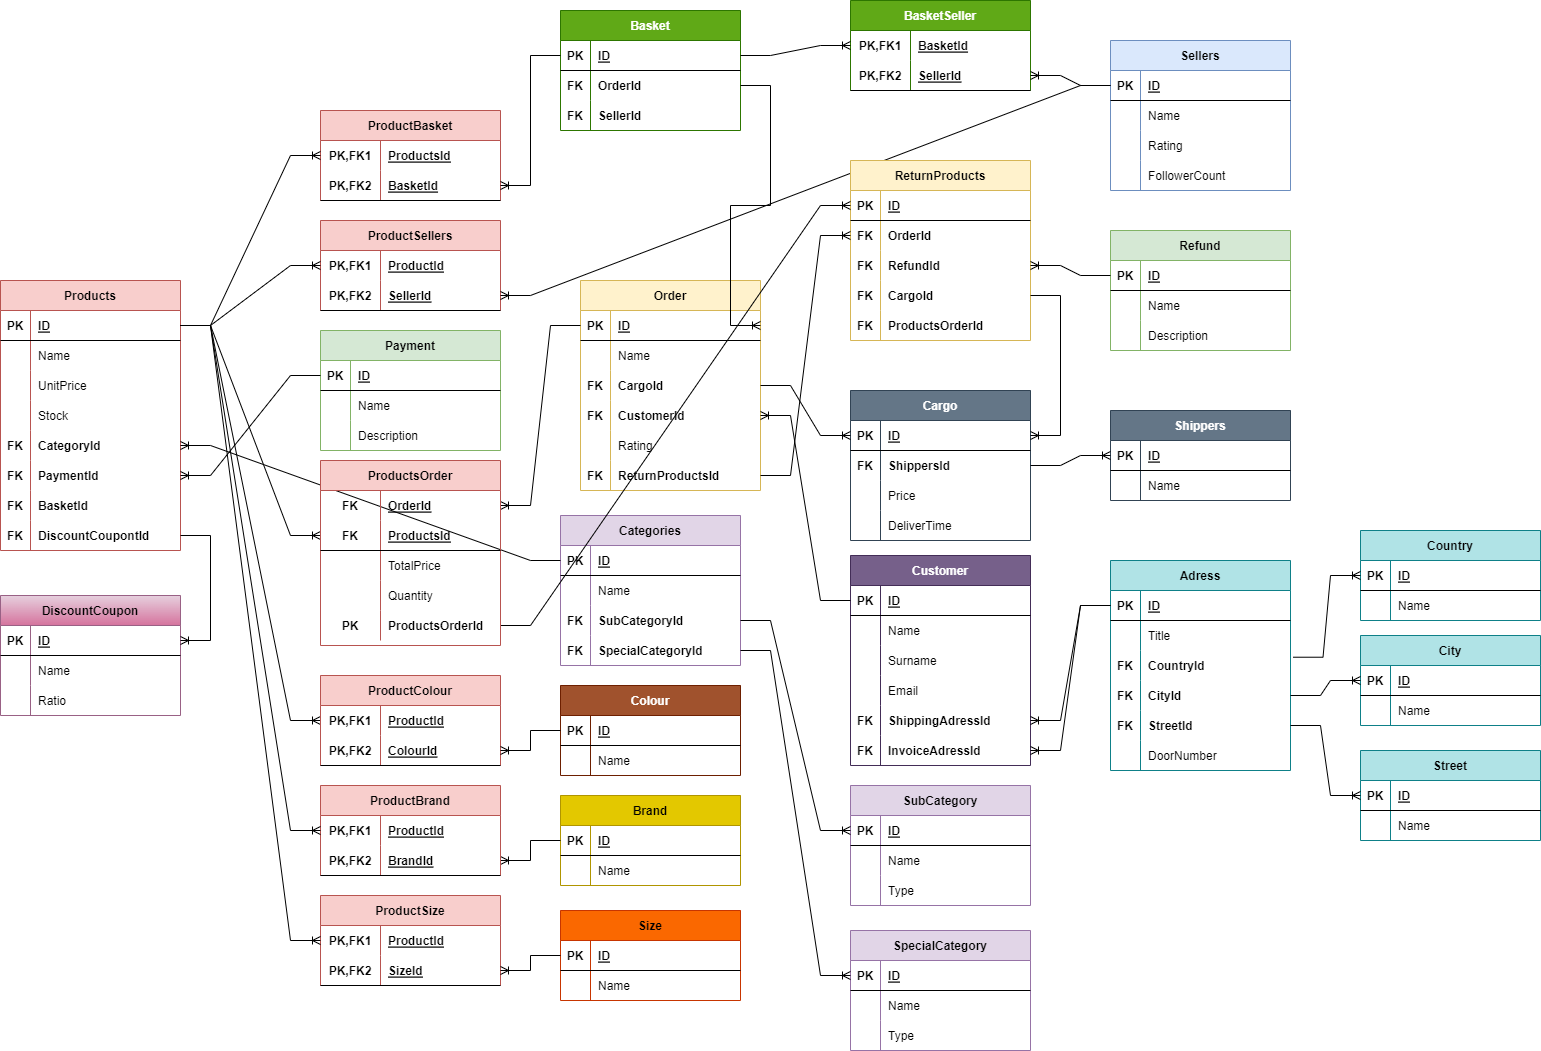 Products
PK ID
Name
UnitPrice
Stock
FK CategoryId
FK PaymentId
FK BasketId
FK DiscountCoupontId
DiscountCoupon
PK ID
Name
Ratio
ProductBasket
PK,FK1 ProductsId
PK,FK2 BasketId
ProductSellers
PK,FK1 ProductId
PK,FK2 SellerId
Payment
PK ID
Name
Description
ProductsOrder
FK OrderId
FK ProductsId
TotalPrice
Quantity
PK ProductsOrderId
ProductColour
PK,FK1 ProductId
PK,FK2 ColourId
ProductBrand
PK,FK1 ProductId
PK,FK2 BrandId
ProductSize
PK,FK1 ProductId
PK,FK2 SizeId
Basket
PK ID
FK OrderId
FK SellerId
Order
PK ID
Name
FK CargoId
FK CustomerId
Rating
FK ReturnProductsId
Categories
PK ID
Name
FK SubCategoryId
FK SpecialCategoryId
Colour
PK ID
Name
Brand
PK ID
Name
Size
PK ID
Name
BasketSeller
PK,FK1 BasketId
PK,FK2 SellerId
ReturnProducts
PK ID
FK OrderId
FK RefundId
FK CargoId
FK ProductsOrderId
Cargo
PK ID
FK ShippersId
Price
DeliverTime
Customer
PK ID
Name
Surname
Email
FK ShippingAdressId
FK InvoiceAdressId
SubCategory
PK ID
Name
Type
SpecialCategory
PK ID
Name
Type
Sellers
PK ID
Name
Rating
FollowerCount
Refund
PK ID
Name
Description
Shippers
PK ID
Name
Adress
PK ID
Title
FK CountryId
FK CityId
FK StreetId
DoorNumber
Country
PK ID
Name
City
PK ID
Name
Street
PK ID
Name